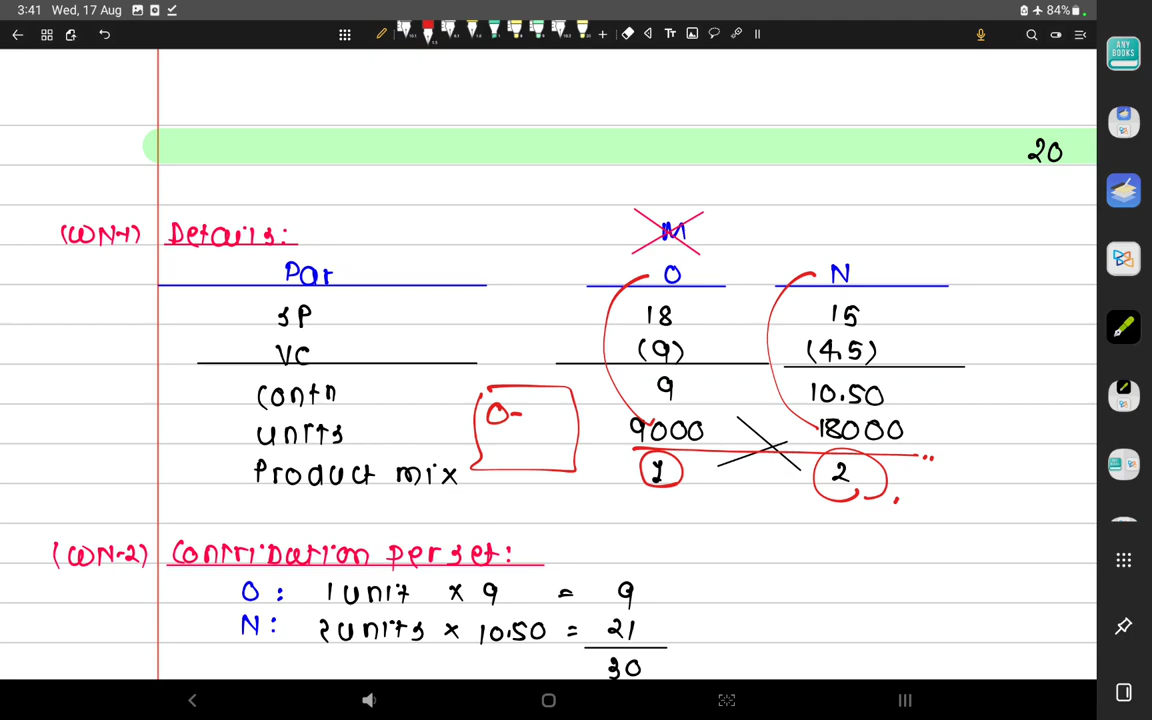 3:41 Wed, 17 Aug 84%
Tт
ANY BOOKS
20
(WN-1) Details:
M
Par O N
SP 18 15
VC (9) (4.5)
Contn 9 10.50
units 9000 18000
O-
Product mix 1 2
(WN-2) Contribution per set:
O: 1 unit × 9 = 9
N: 2 units × 10.50 = 21
30